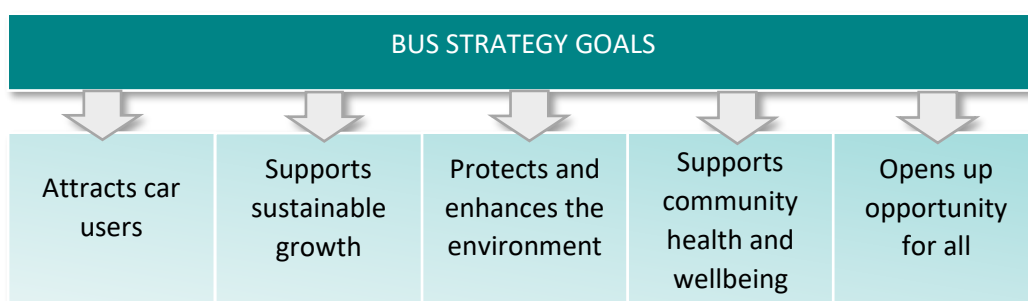 BUS STRATEGY GOALS
Attracts car
users
Supports
sustainable
growth
Protects and
enhances the
environment
Supports
community
health and
wellbeing
Opens up
opportunity
for all